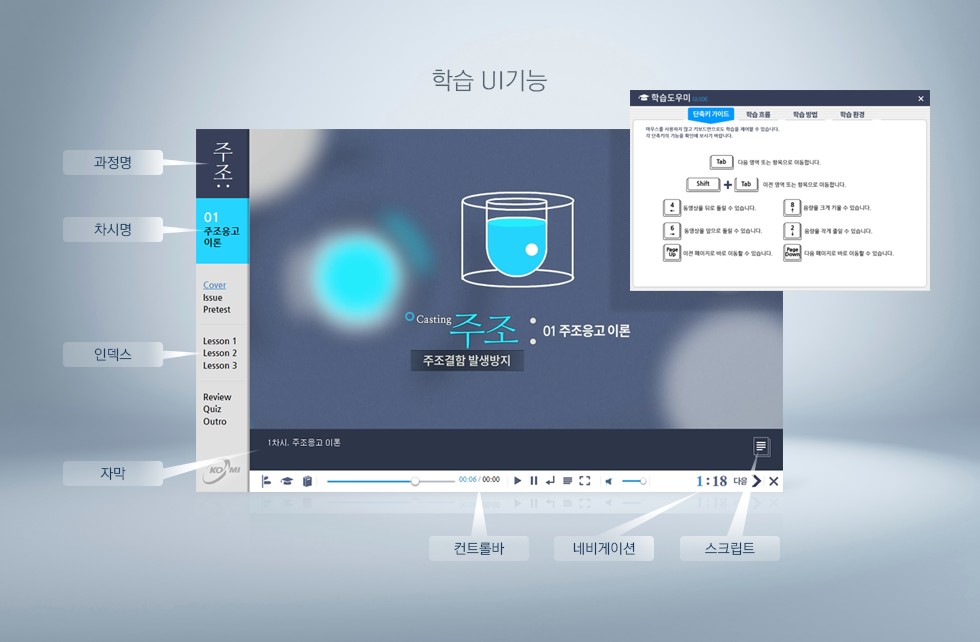 학습 UI기능
학습도우미 GUIDE
단축키 가이드
학습 흐름
학습 방법
학습 환경
마우스를 사용하지 않고 키보드만으로도 학습을 제어할 수 있습니다.
각 단축키의 기능을 확인해 보시기 바랍니다.
Tab 다음 영역 또는 항목으로 이동합니다.
Shift + Tab 이전 영역 또는 항목으로 이동합니다.
4 동영상을 뒤로 돌릴 수 있습니다.
8 음량을 크게 키울 수 있습니다.
6 동영상을 앞으로 돌릴 수 있습니다.
2 음량을 작게 줄일 수 있습니다.
Page Up 이전 페이지로 바로 이동할 수 있습니다.
Page Down 다음 페이지로 바로 이동할 수 있습니다.
과정명
차시명
인덱스
자막
주조
01
주조응고
이론
Cover
Issue
Pretest
Lesson 1
Lesson 2
Lesson 3
Review
Quiz
Outro
Casting 주조 : 01 주조응고 이론
주조결함 발생방지
1차시. 주조응고 이론
00:06 / 00:00
1:18 다음
컨트롤바
네비게이션
스크립트